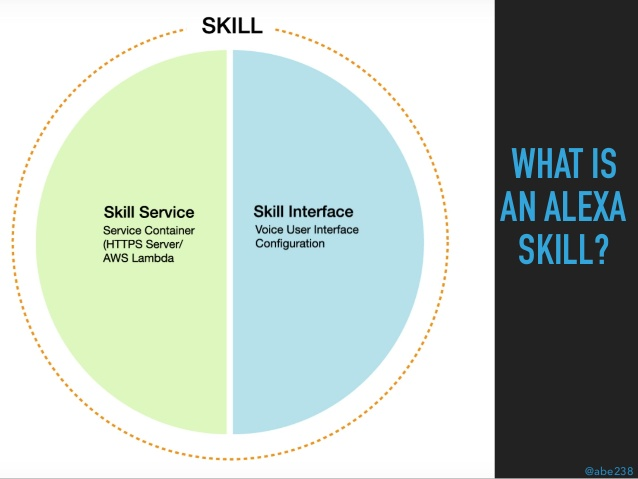 SKILL
Skill Service
Service Container
(HTTPS Server/
AWS Lambda
Skill Interface
Voice User Interface
Configuration
WHAT IS
AN ALEXA
SKILL?
@abe238